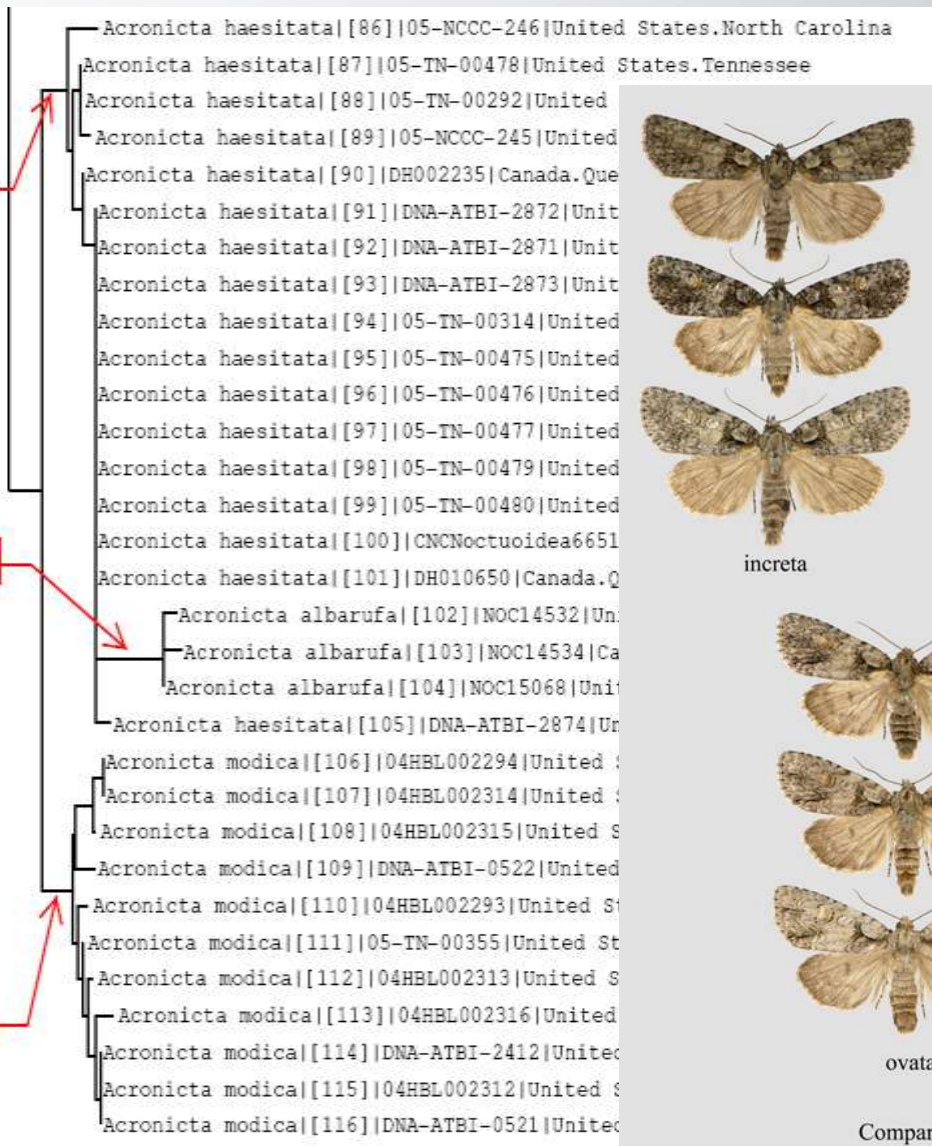 Acronicta haesitata|[86]|05-NCCC-246|United States.North Carolina
Acronicta haesitata|[87]|05-TN-00478|United States.Tennessee
Acronicta haesitata|[88]|05-TN-00292|United
Acronicta haesitata|[89]|05-NCCC-245|United
Acronicta haesitata|[90]|DH002235|Canada.Que
Acronicta haesitata|[91]|DNA-ATBI-2872|Unit
Acronicta haesitata|[92]|DNA-ATBI-2871|Unit
Acronicta haesitata|[93]|DNA-ATBI-2873|Unit
Acronicta haesitata|[94]|05-TN-00314|United
Acronicta haesitata|[95]|05-TN-00475|United
Acronicta haesitata|[96]|05-TN-00476|United
Acronicta haesitata|[97]|05-TN-00477|United
Acronicta haesitata|[98]|05-TN-00479|United
Acronicta haesitata|[99]|05-TN-00480|United
Acronicta haesitata|[100]|CNCNoctuoidea6651
Acronicta haesitata|[101]|DH010650|Canada.Q
Acronicta albarufa|[102]|NOC14532|Un
Acronicta albarufa|[103]|NOC14534|Ca
Acronicta albarufa|[104]|NOC15068|Unit
Acronicta haesitata|[105]|DNA-ATBI-2874|Un
Acronicta modica|[106]|04HBL002294|United
Acronicta modica|[107]|04HBL002314|United
Acronicta modica|[108]|04HBL002315|United S
Acronicta modica|[109]|DNA-ATBI-0522|United
Acronicta modica|[110]|04HBL002293|United St
Acronicta modica|[111]|05-TN-00355|United St
Acronicta modica|[112]|04HBL002313|United S
Acronicta modica|[113]|04HBL002316|United
Acronicta modica|[114]|DNA-ATBI-2412|United
Acronicta modica|[115]|04HBL002312|United S
Acronicta modica|[116]|DNA-ATBI-0521|United
increta
ovata
Compar